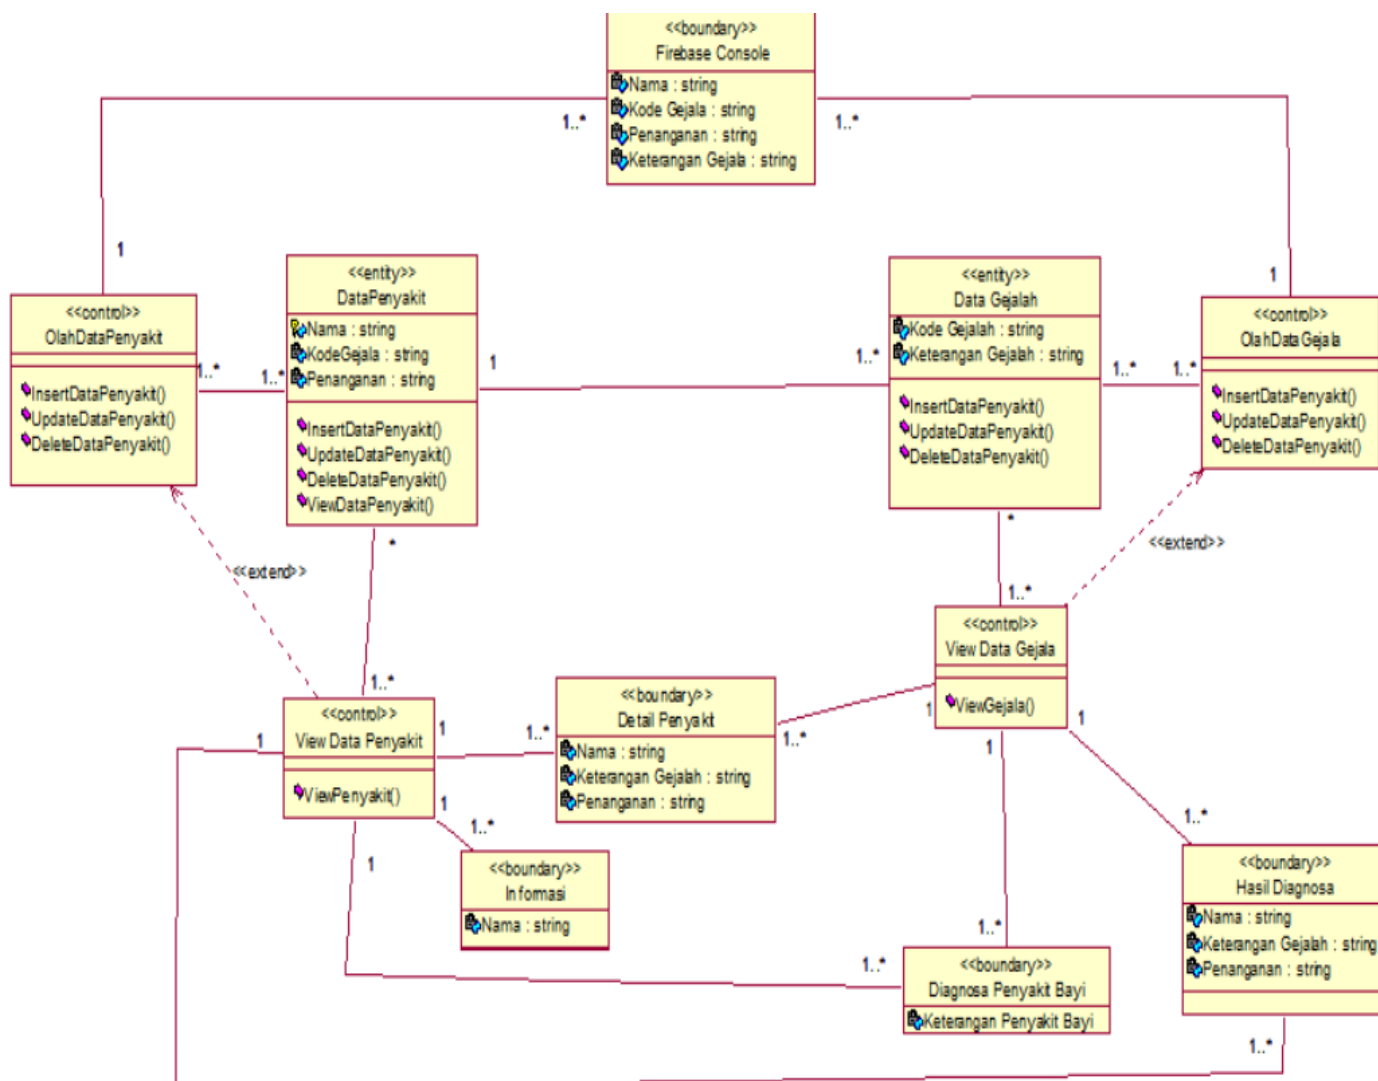 <<boundary>>
Firebase Console
Nama : string
Kode Gejala : string
Penanganan : string
Keterangan Gejala : string
1..*
1..*
1
1
<<control>>
OlahDataPenyakit
InsertDataPenyakit()
UpdateDataPenyakit()
DeleteDataPenyakit()
1..*
1..*
<<entity>>
DataPenyakit
Nama : string
KodeGejala : string
Penanganan : string
InsertDataPenyakit()
UpdateDataPenyakit()
DeleteDataPenyakit()
ViewDataPenyakit()
1
1..*
<<entity>>
Data Gejalah
Kode Gejalah : string
Keterangan Gejalah : string
InsertDataPenyakit()
UpdateDataPenyakit()
DeleteDataPenyakit()
1..*
1..*
<<control>>
OlahDataGejala
InsertDataPenyakit()
UpdateDataPenyakit()
DeleteDataPenyakit()
*
*
<<extend>>
<<extend>>
1..*
1..*
<<control>>
View Data Penyakit
ViewPenyakit()
1
1
1..*
<<boundary>>
Detail Penyakit
Nama : string
Keterangan Gejalah : string
Penanganan : string
1..*
1
<<control>>
View Data Gejala
ViewGejala()
1
1
1
1..*
1
<<boundary>>
Informasi
Nama : string
1..*
1..*
1..*
<<boundary>>
Diagnosa Penyakit Bayi
Keterangan Penyakit Bayi
<<boundary>>
Hasil Diagnosa
Nama : string
Keterangan Gejalah : string
Penanganan : string
1..*